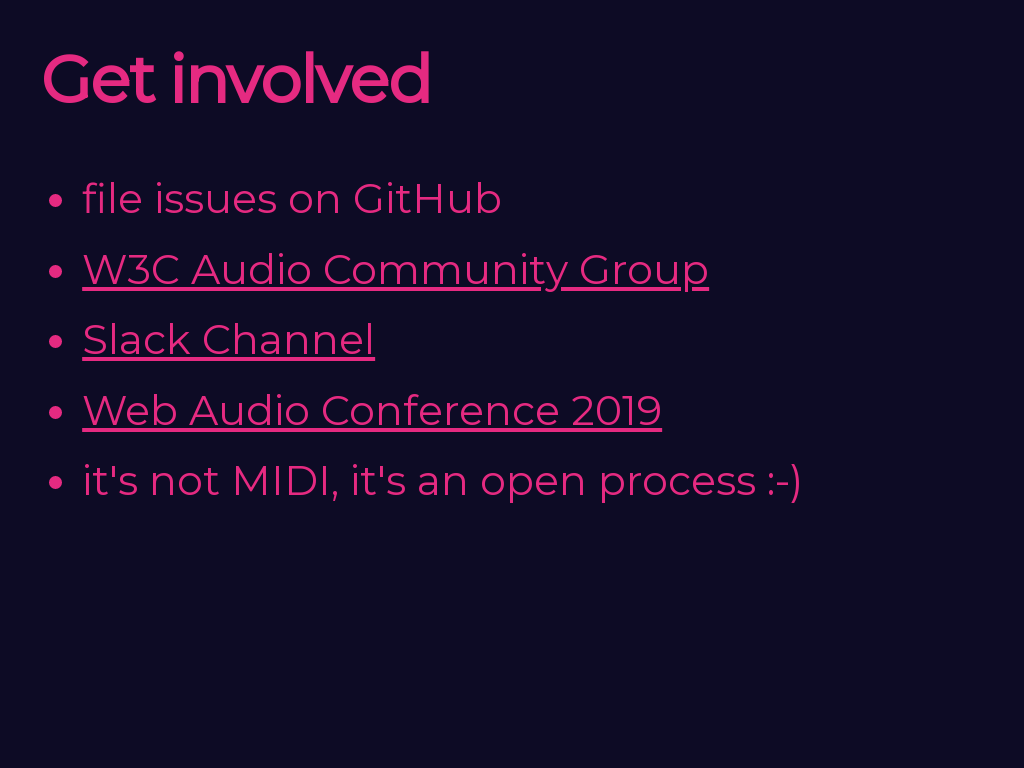 Get involved
file issues on GitHub
W3C Audio Community Group
Slack Channel
Web Audio Conference 2019
it's not MIDI, it's an open process :-)